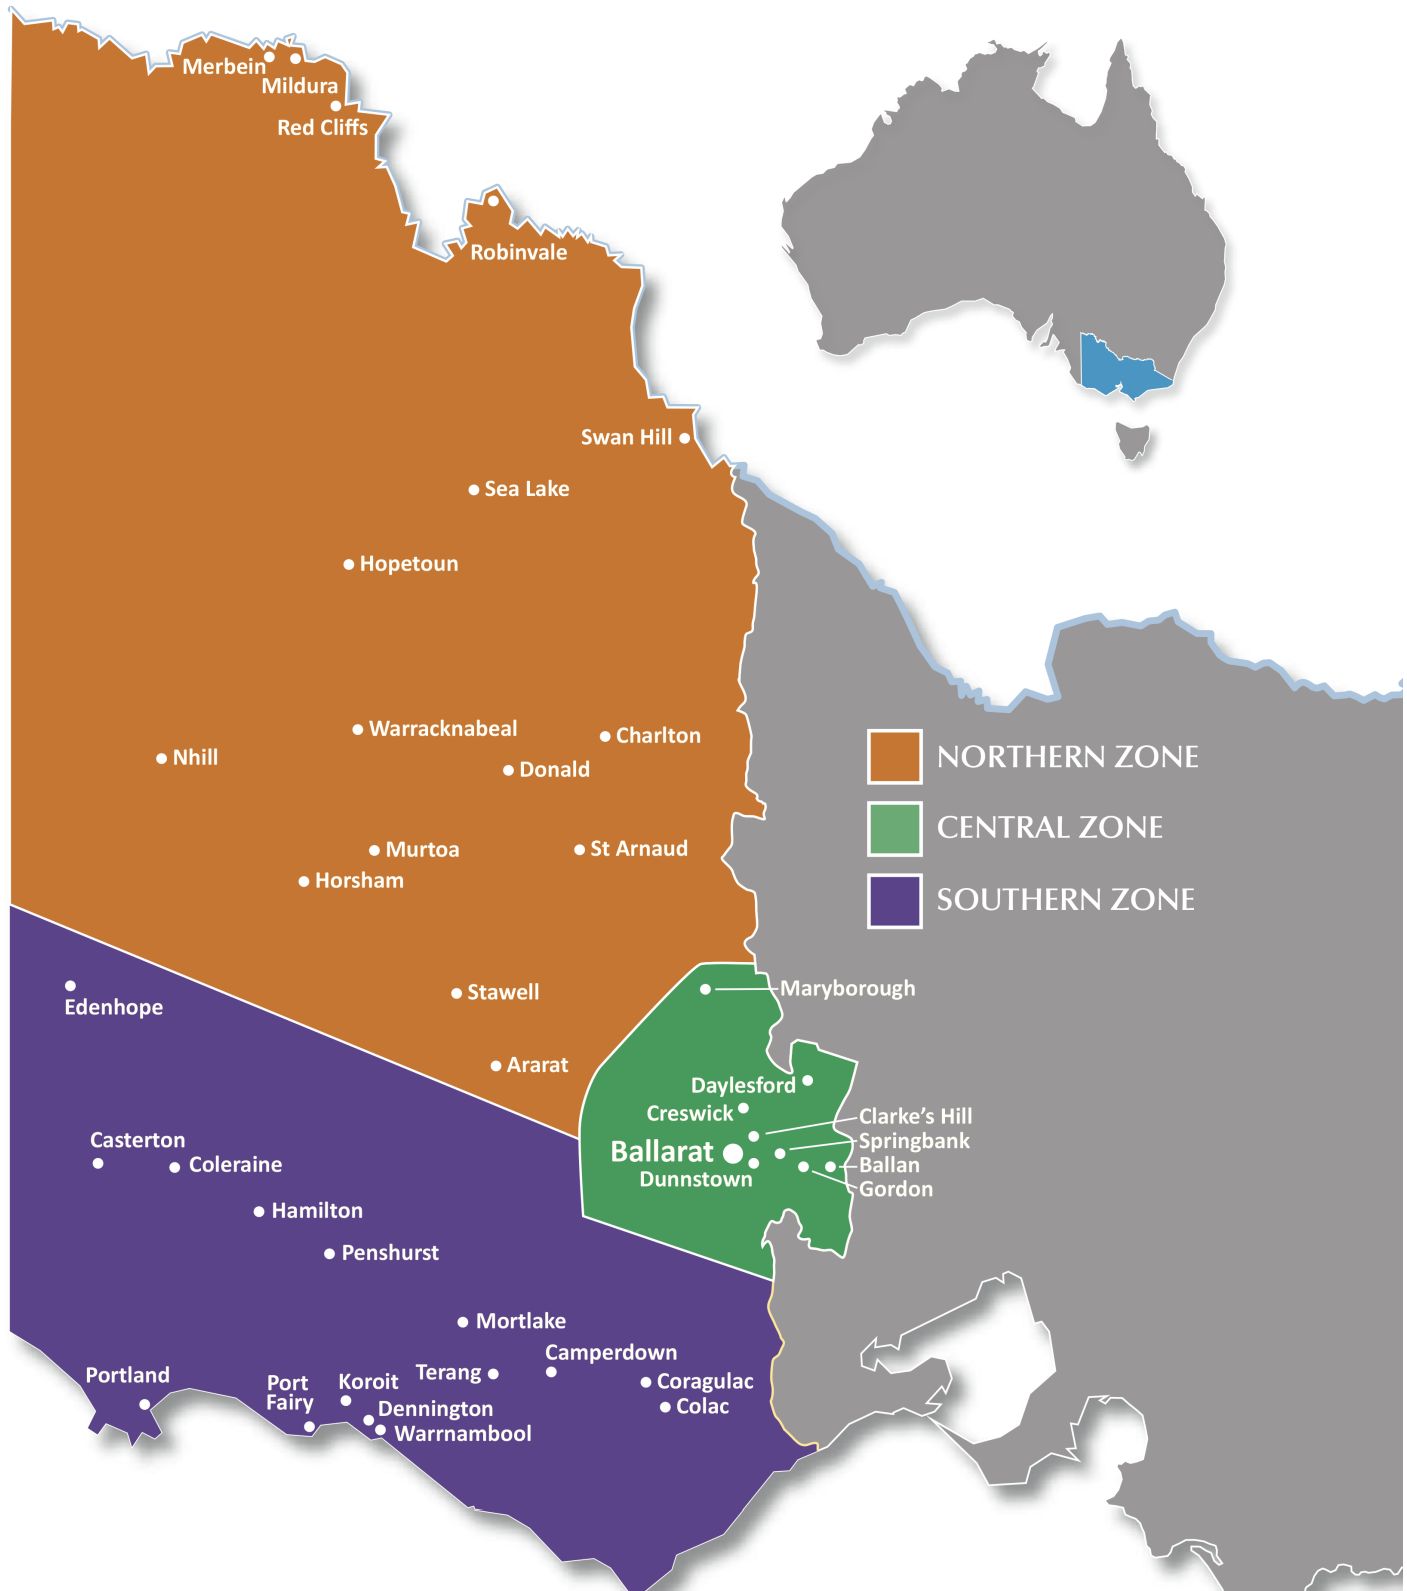 Merbein
Mildura
Red Cliffs
Robinvale
Swan Hill
Sea Lake
Hopetoun
Warracknabeal
Charlton
Nhill
Donald
NORTHERN ZONE
CENTRAL ZONE
SOUTHERN ZONE
Murtoa
St Arnaud
Horsham
Stawell
Maryborough
Edenhope
Ararat
Daylesford
Creswick
Clarke's Hill
Springbank
Ballarat
Ballan
Dunnstown
Gordon
Casterton
Coleraine
Hamilton
Penshurst
Mortlake
Camperdown
Terang
Portland
Port
Fairy
Koroit
Coragulac
Colac
Dennington
Warrnambool